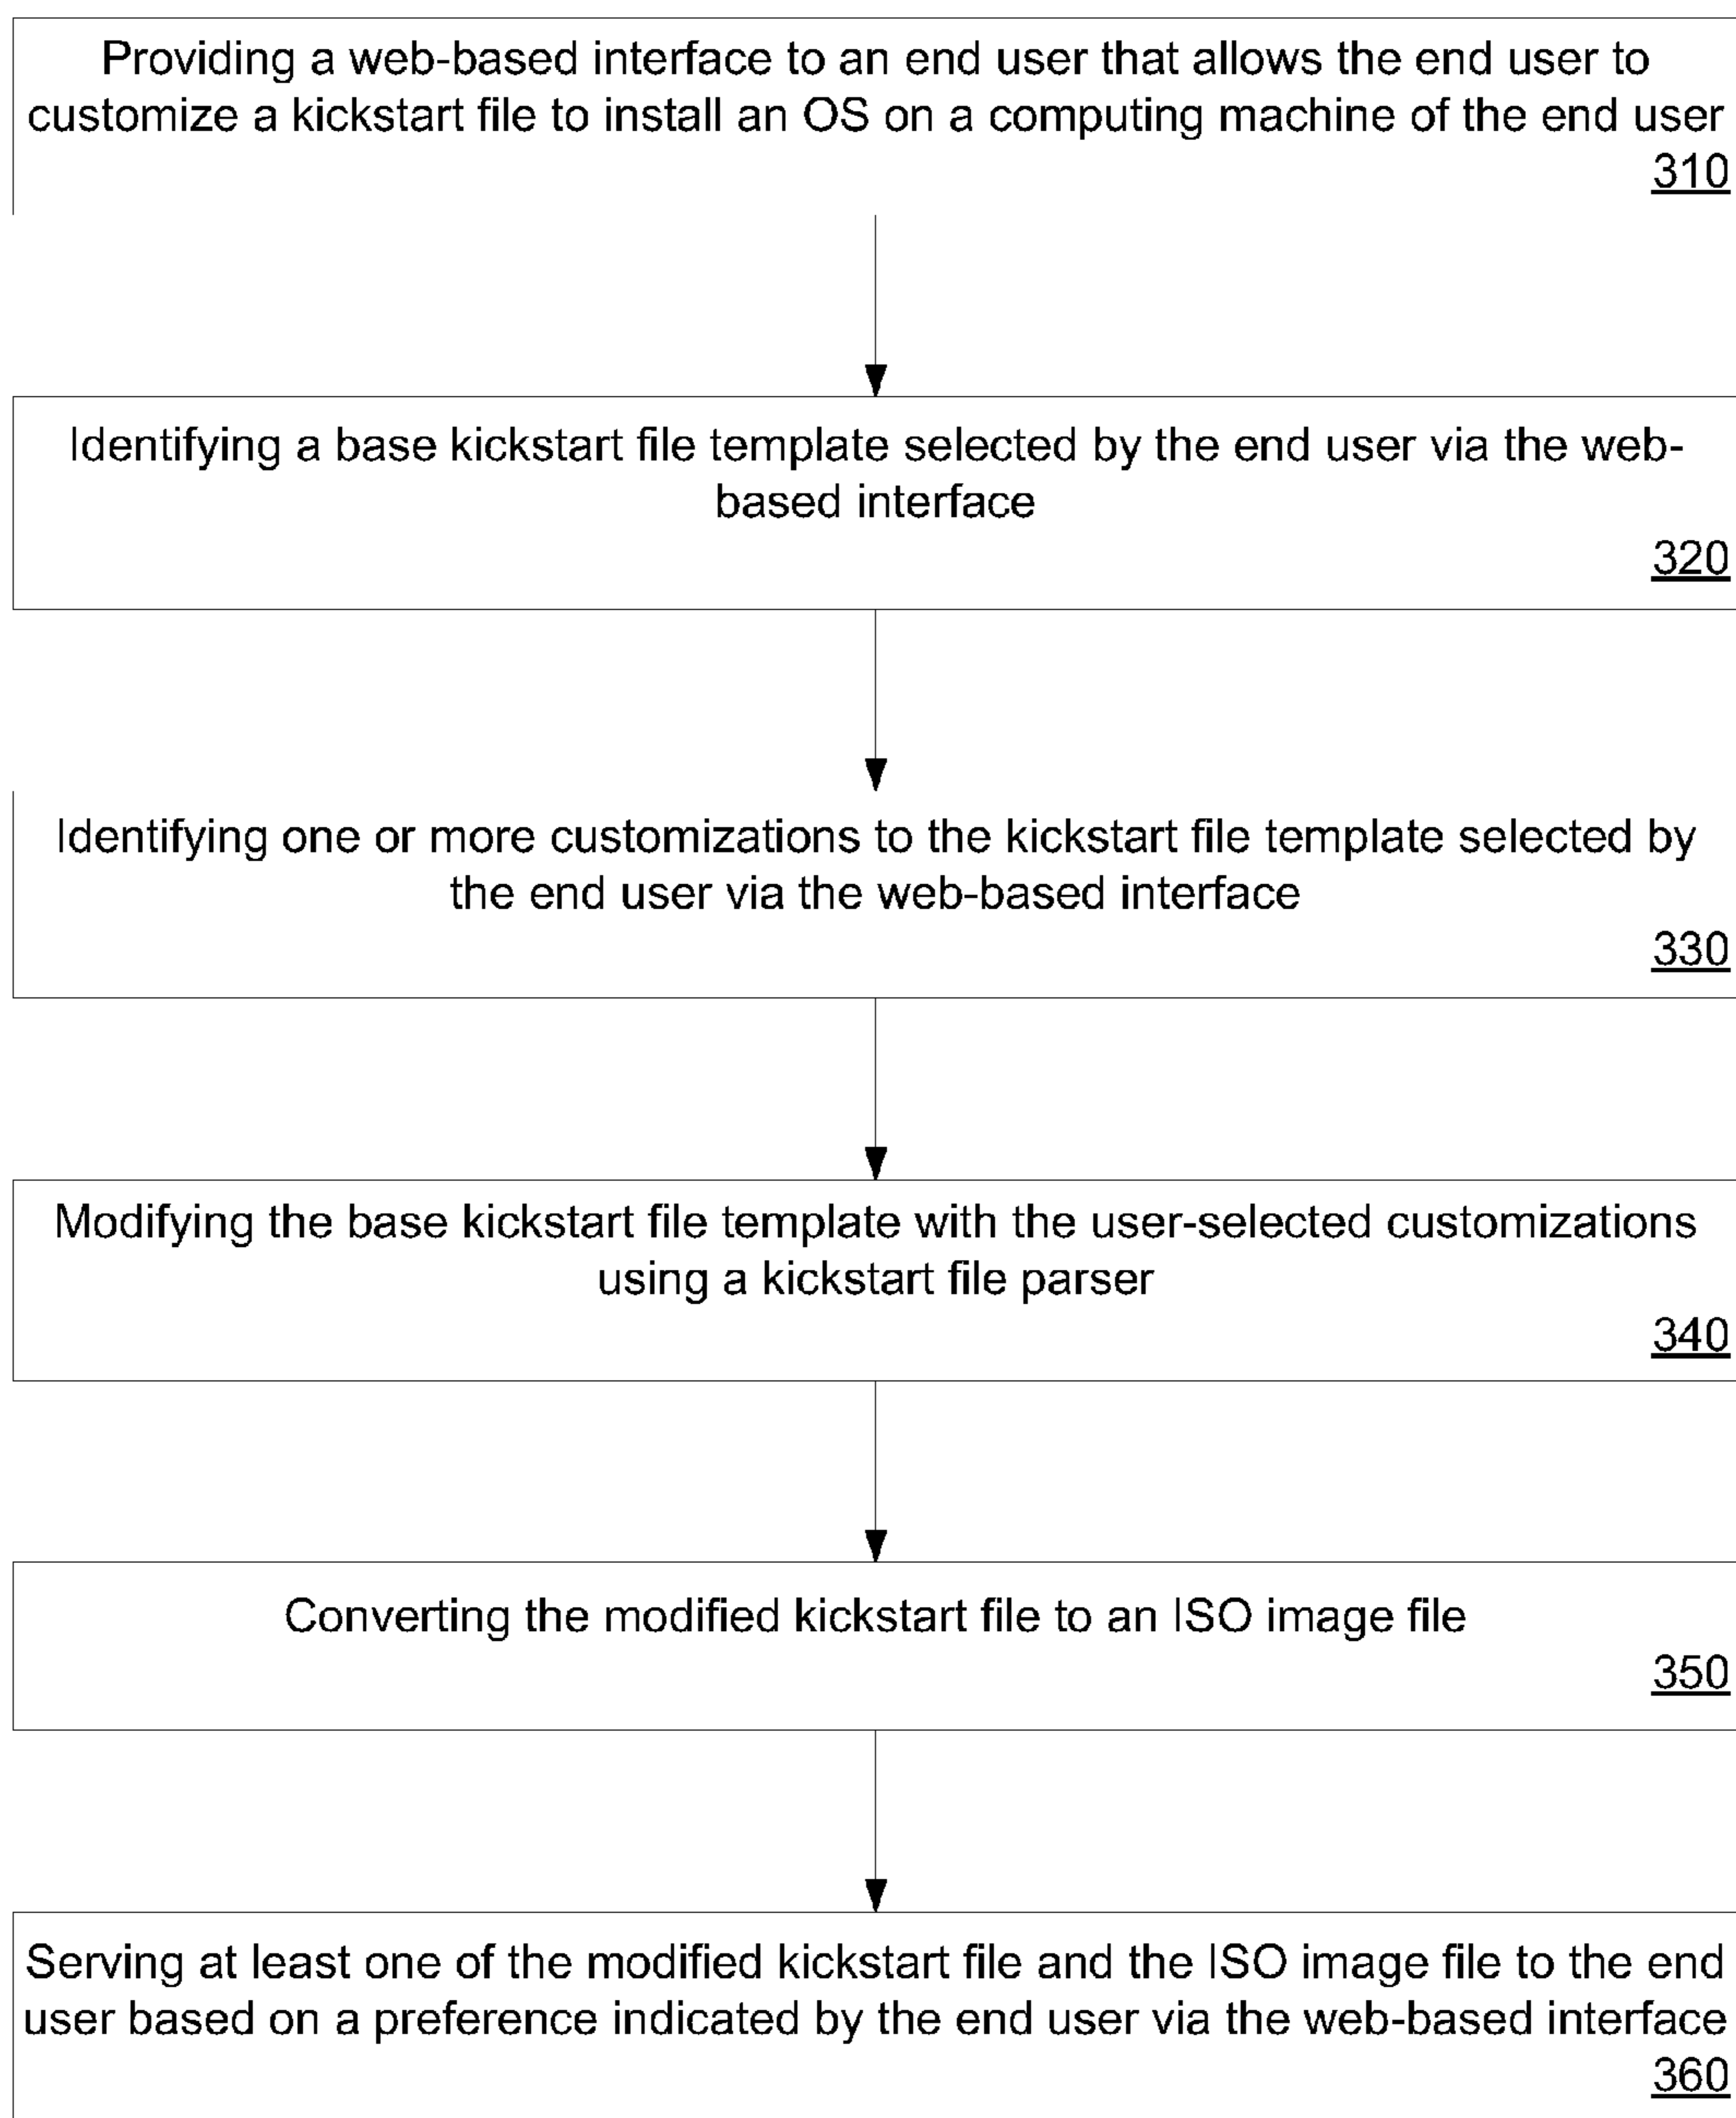 Providing a web-based interface to an end user that allows the end user to
customize a kickstart file to install an OS on a computing machine of the end user
310
Identifying a base kickstart file template selected by the end user via the web-
based interface
320
Identifying one or more customizations to the kickstart file template selected by
the end user via the web-based interface
330
Modifying the base kickstart file template with the user-selected customizations
using a kickstart file parser
340
Converting the modified kickstart file to an ISO image file
350
Serving at least one of the modified kickstart file and the ISO image file to the end
user based on a preference indicated by the end user via the web-based interface
360